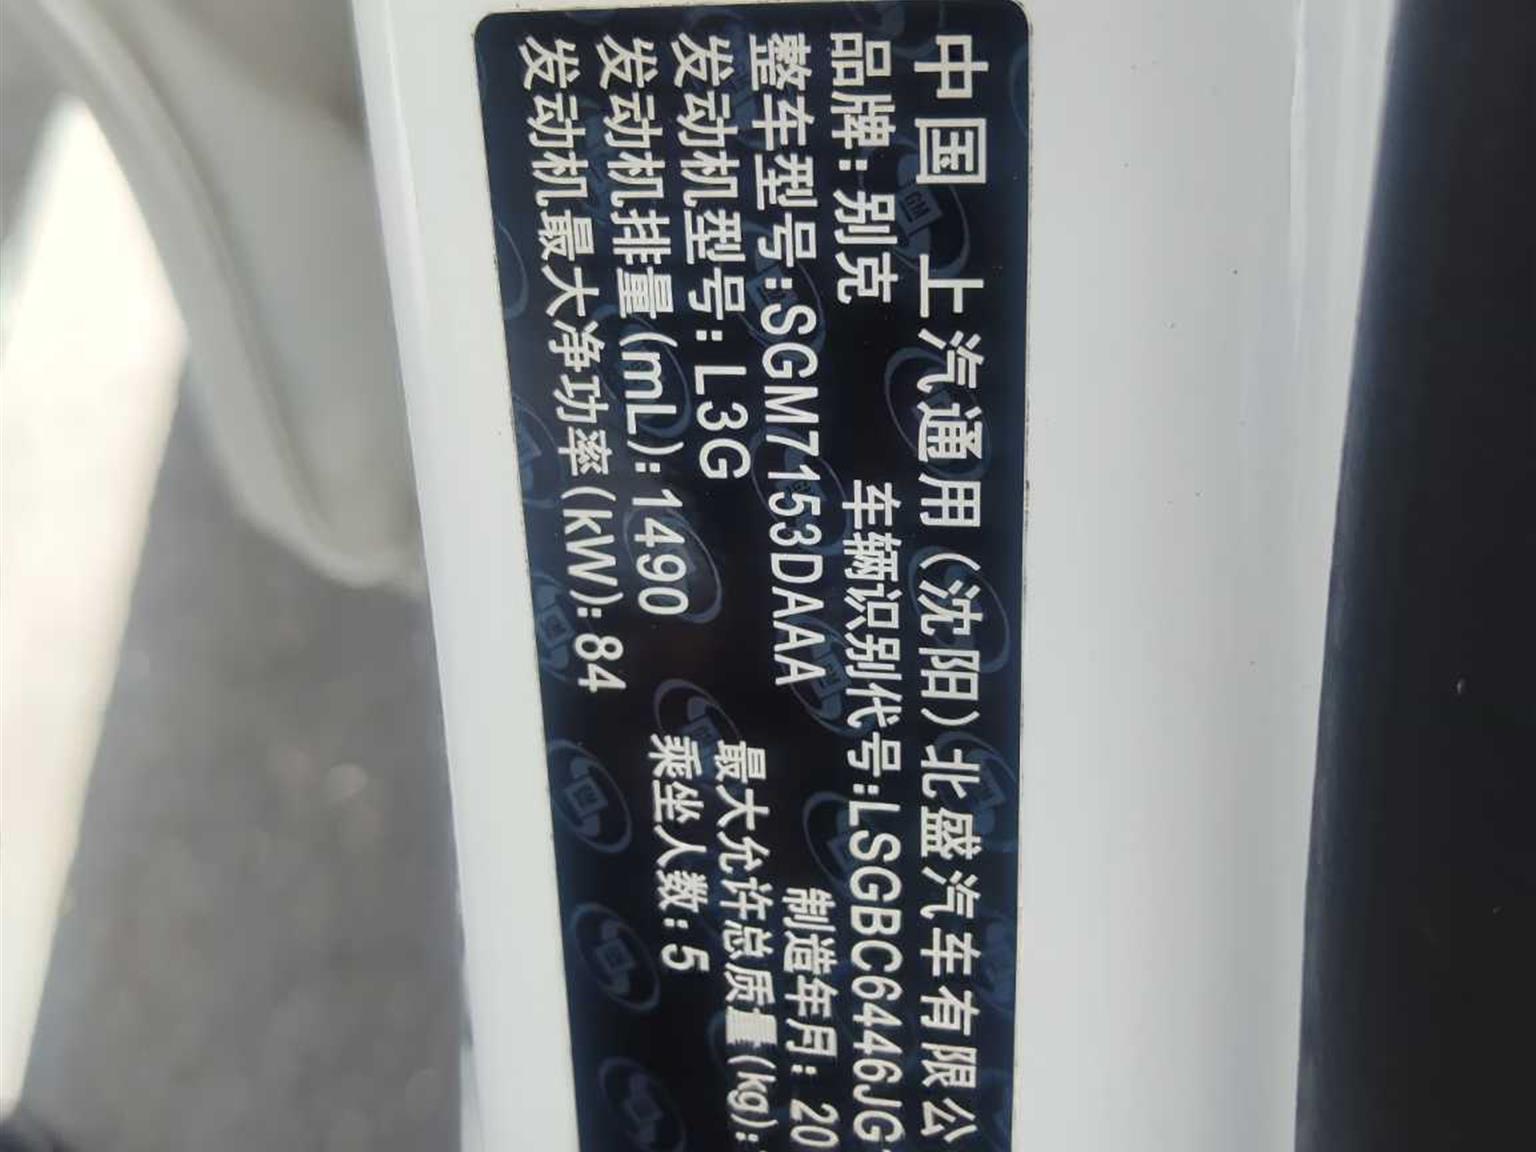 中国 上汽通用(沈阳)北盛汽车有限公
品牌:别克 车辆识别代号:LSGBC6446JG
整车型号:SGM7153DAAA 制造年月:20
发动机型号:L3G 最大允许总质量(kg):
发动机排量(mL):1490 乘坐人数:5
发动机最大净功率(kW):84